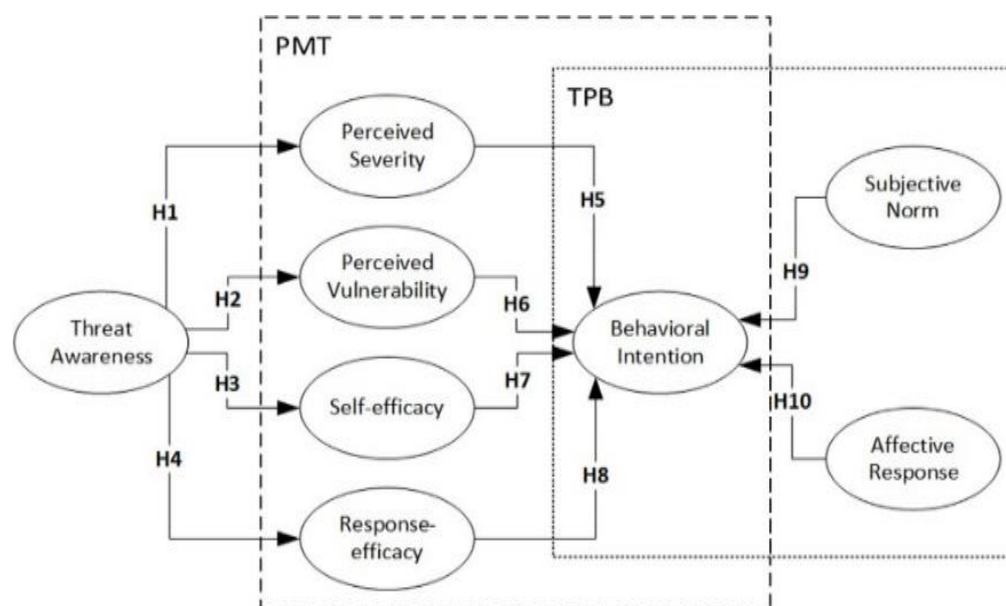 PMT
TPB
Perceived
Severity
Subjective
Norm
H1
H5
Perceived
Vulnerability
H2
H6
H9
Threat
Awareness
Behavioral
Intention
H3
Self-efficacy
H7
H10
H4
H8
Affective
Response
Response-
efficacy